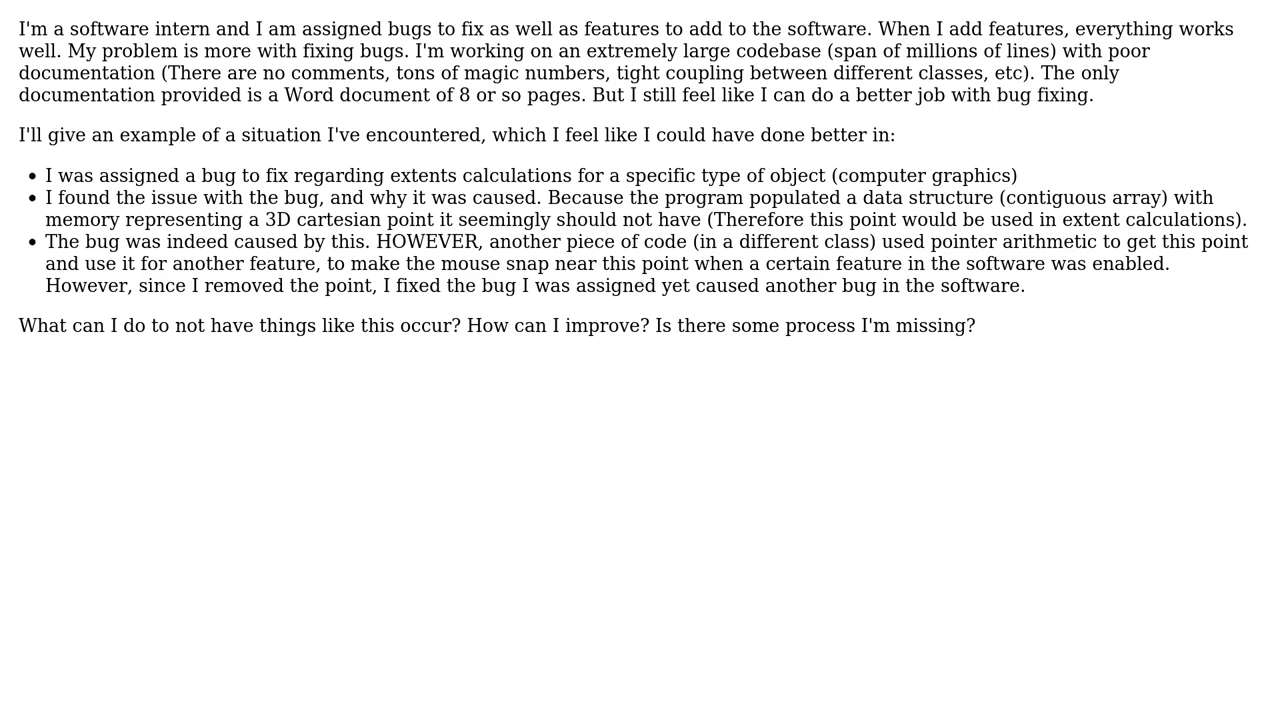 I'm a software intern and I am assigned bugs to fix as well as features to add to the software. When I add features, everything works
well. My problem is more with fixing bugs. I'm working on an extremely large codebase (span of millions of lines) with poor
documentation (There are no comments, tons of magic numbers, tight coupling between different classes, etc). The only
documentation provided is a Word document of 8 or so pages. But I still feel like I can do a better job with bug fixing.
I'll give an example of a situation I've encountered, which I feel like I could have done better in:
• I was assigned a bug to fix regarding extents calculations for a specific type of object (computer graphics)
• I found the issue with the bug, and why it was caused. Because the program populated a data structure (contiguous array) with
memory representing a 3D cartesian point it seemingly should not have (Therefore this point would be used in extent calculations).
• The bug was indeed caused by this. HOWEVER, another piece of code (in a different class) used pointer arithmetic to get this point
and use it for another feature, to make the mouse snap near this point when a certain feature in the software was enabled.
However, since I removed the point, I fixed the bug I was assigned yet caused another bug in the software.
What can I do to not have things like this occur? How can I improve? Is there some process I'm missing?